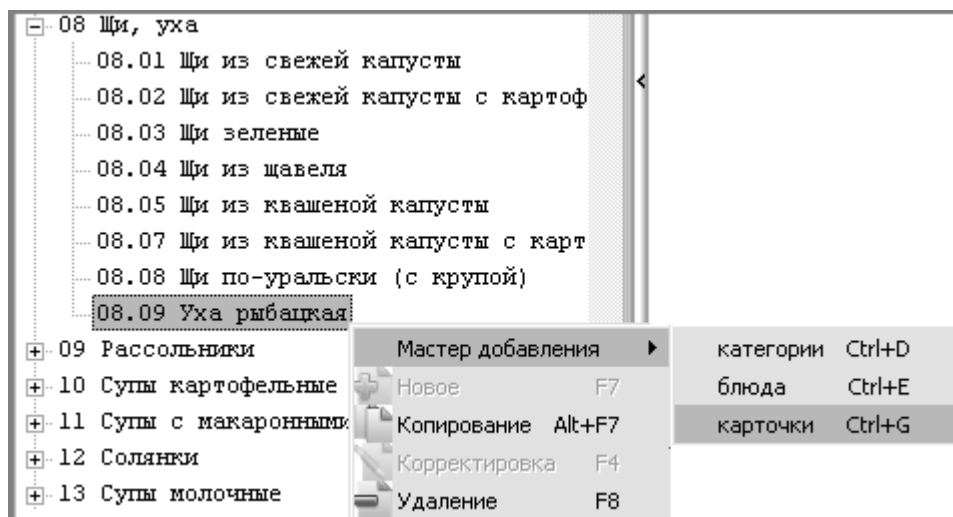 08 Щи, уха
08.01 Щи из свежей капусты
08.02 Щи из свежей капусты с картоф
08.03 Щи зеленые
08.04 Щи из щавеля
08.05 Щи из квашеной капусты
08.07 Щи из квашеной капусты с карт
08.08 Щи по-уральски (с крупой)
08.09 Уха рыбацкая
09 Рассольники
10 Супы картофельные
11 Супы с макаронными
12 Солянки
13 Супы молочные
Мастер добавления
Новое F7
Копирование Alt+F7
Корректировка F4
Удаление F8
категории Ctrl+D
блюда Ctrl+E
карточки Ctrl+G